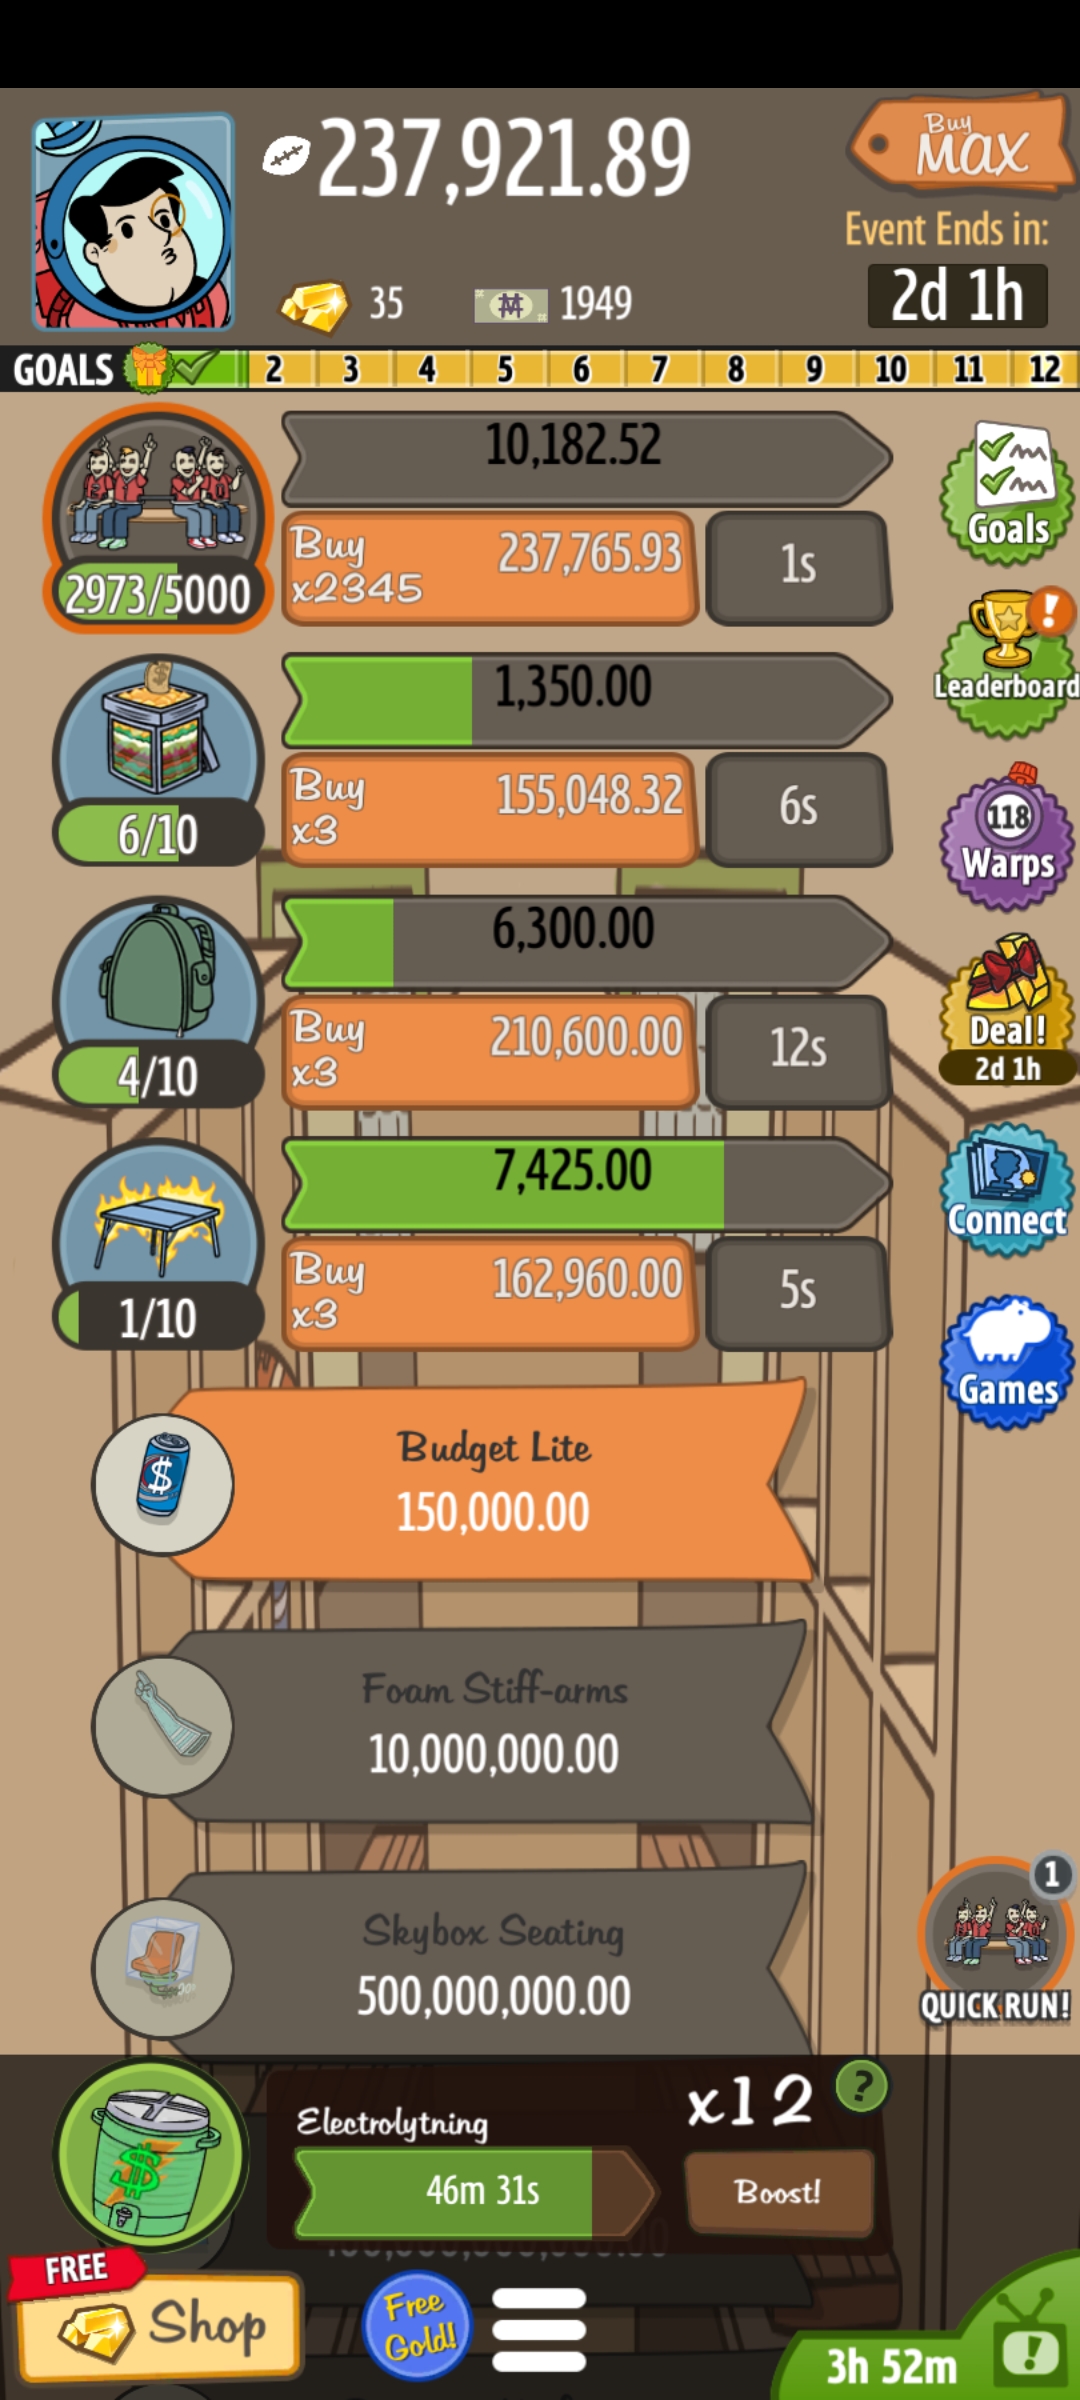 237,921.89
Buy
MAX
Event Ends in:
2d 1h
35
1949
GOALS 2 3 4 5 6 7 8 9 10 11 12
10,182.52
2973/5000
Buy
x2345
237,765.93
1s
Goals
1,350.00
6/10
Buy
x3
155,048.32
6s
Leaderboard
118
Warps
6,300.00
4/10
Buy
x3
210,600.00
12s
Deal!
2d 1h
7,425.00
1/10
Buy
x3
162,960.00
5s
Connect
Games
$
Budget Lite
150,000.00
Foam Stiff-arms
10,000,000.00
Skybox Seating
500,000,000.00
1
QUICK RUN!
$
Electrolytning
46m 31s
x12
?
Boost!
FREE
Shop
Free
Gold!
3h 52m